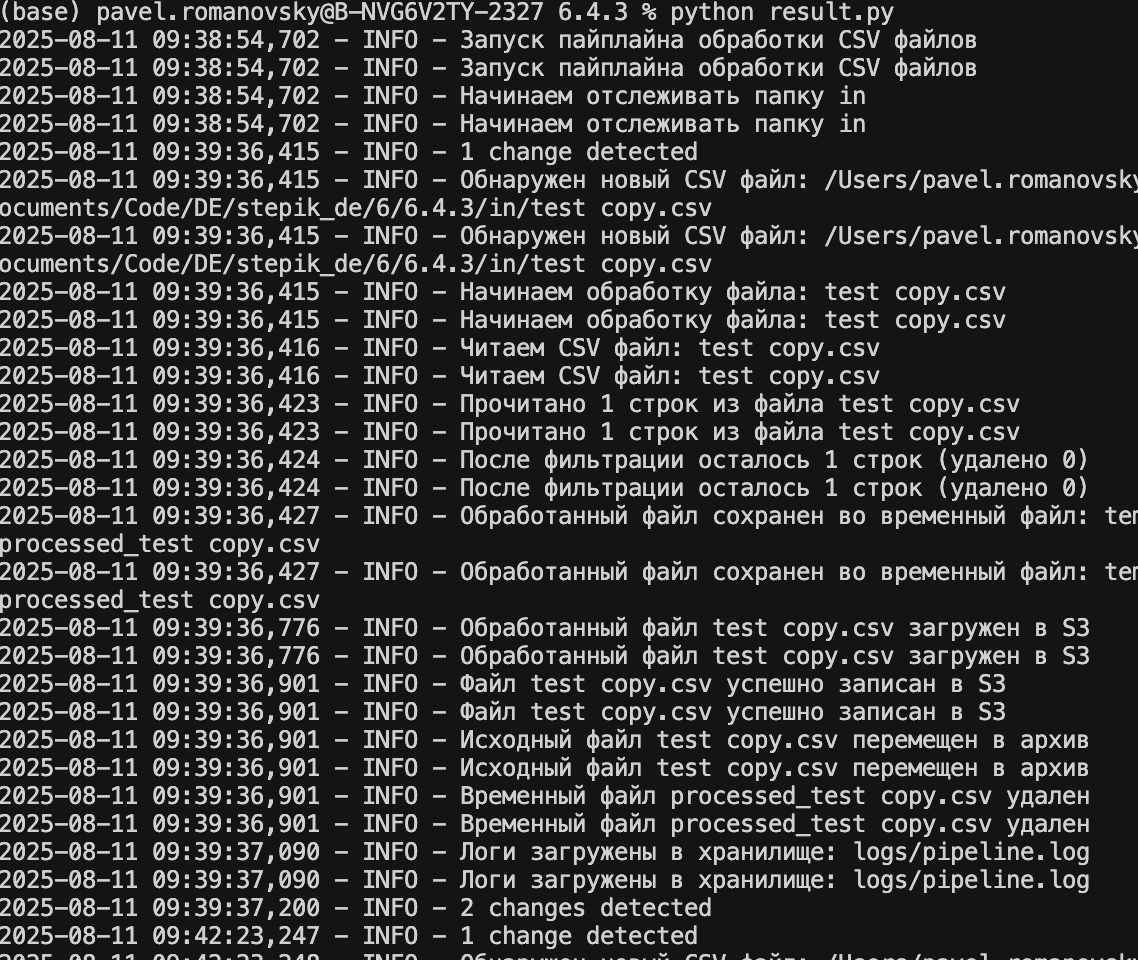 (base) pavel.romanovsky@B-NVG6V2TY-2327 6.4.3 % python result.py
2025-08-11 09:38:54,702 - INFO - Запуск пайплайна обработки CSV файлов
2025-08-11 09:38:54,702 - INFO - Запуск пайплайна обработки CSV файлов
2025-08-11 09:38:54,702 - INFO - Начинаем отслеживать папку in
2025-08-11 09:38:54,702 - INFO - Начинаем отслеживать папку in
2025-08-11 09:39:36,415 - INFO - 1 change detected
2025-08-11 09:39:36,415 - INFO - Обнаружен новый CSV файл: /Users/pavel.romanovsky
ocuments/Code/DE/stepik_de/6/6.4.3/in/test copy.csv
2025-08-11 09:39:36,415 - INFO - Обнаружен новый CSV файл: /Users/pavel.romanovsky
ocuments/Code/DE/stepik_de/6/6.4.3/in/test copy.csv
2025-08-11 09:39:36,415 - INFO - Начинаем обработку файла: test copy.csv
2025-08-11 09:39:36,415 - INFO - Начинаем обработку файла: test copy.csv
2025-08-11 09:39:36,416 - INFO - Читаем CSV файл: test copy.csv
2025-08-11 09:39:36,416 - INFO - Читаем CSV файл: test copy.csv
2025-08-11 09:39:36,423 - INFO - Прочитано 1 строк из файла test copy.csv
2025-08-11 09:39:36,423 - INFO - Прочитано 1 строк из файла test copy.csv
2025-08-11 09:39:36,424 - INFO - После фильтрации осталось 1 строк (удалено 0)
2025-08-11 09:39:36,424 - INFO - После фильтрации осталось 1 строк (удалено 0)
2025-08-11 09:39:36,427 - INFO - Обработанный файл сохранен во временный файл: tem
processed_test copy.csv
2025-08-11 09:39:36,427 - INFO - Обработанный файл сохранен во временный файл: tem
processed_test copy.csv
2025-08-11 09:39:36,776 - INFO - Обработанный файл test copy.csv загружен в S3
2025-08-11 09:39:36,776 - INFO - Обработанный файл test copy.csv загружен в S3
2025-08-11 09:39:36,901 - INFO - Файл test copy.csv успешно записан в S3
2025-08-11 09:39:36,901 - INFO - Файл test copy.csv успешно записан в S3
2025-08-11 09:39:36,901 - INFO - Исходный файл test copy.csv перемещен в архив
2025-08-11 09:39:36,901 - INFO - Исходный файл test copy.csv перемещен в архив
2025-08-11 09:39:36,901 - INFO - Временный файл processed_test copy.csv удален
2025-08-11 09:39:36,901 - INFO - Временный файл processed_test copy.csv удален
2025-08-11 09:39:37,090 - INFO - Логи загружены в хранилище: logs/pipeline.log
2025-08-11 09:39:37,090 - INFO - Логи загружены в хранилище: logs/pipeline.log
2025-08-11 09:39:37,200 - INFO - 2 changes detected
2025-08-11 09:42:23,247 - INFO - 1 change detected